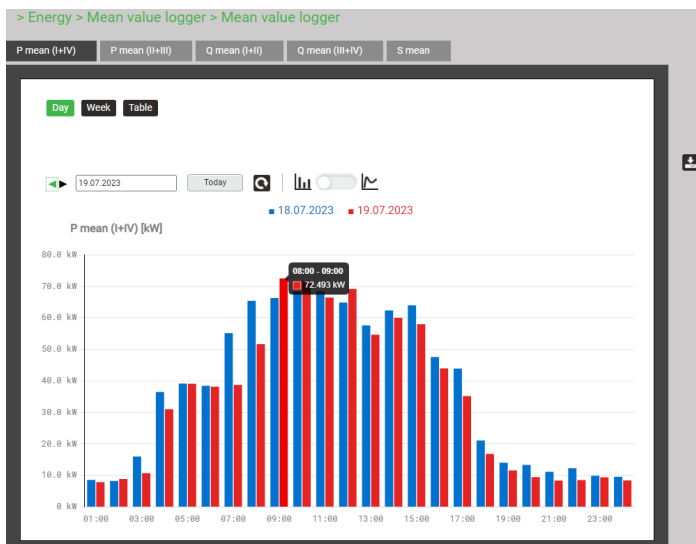 > Energy > Mean value logger > Mean value logger
P mean (I+IV) P mean (II+III) Q mean (I+II) Q mean (III+IV) S mean
Day Week Table
19.07.2023 Today
18.07.2023 19.07.2023
P mean (I+IV) [kW]
80.0 kW
08:00 - 09:00
70.0 kW 72.493 kW
60.0 kW
50.0 kW
40.0 kW
30.0 kW
20.0 kW
10.0 kW
0 kW
01:00 03:00 05:00 07:00 09:00 11:00 13:00 15:00 17:00 19:00 21:00 23:00